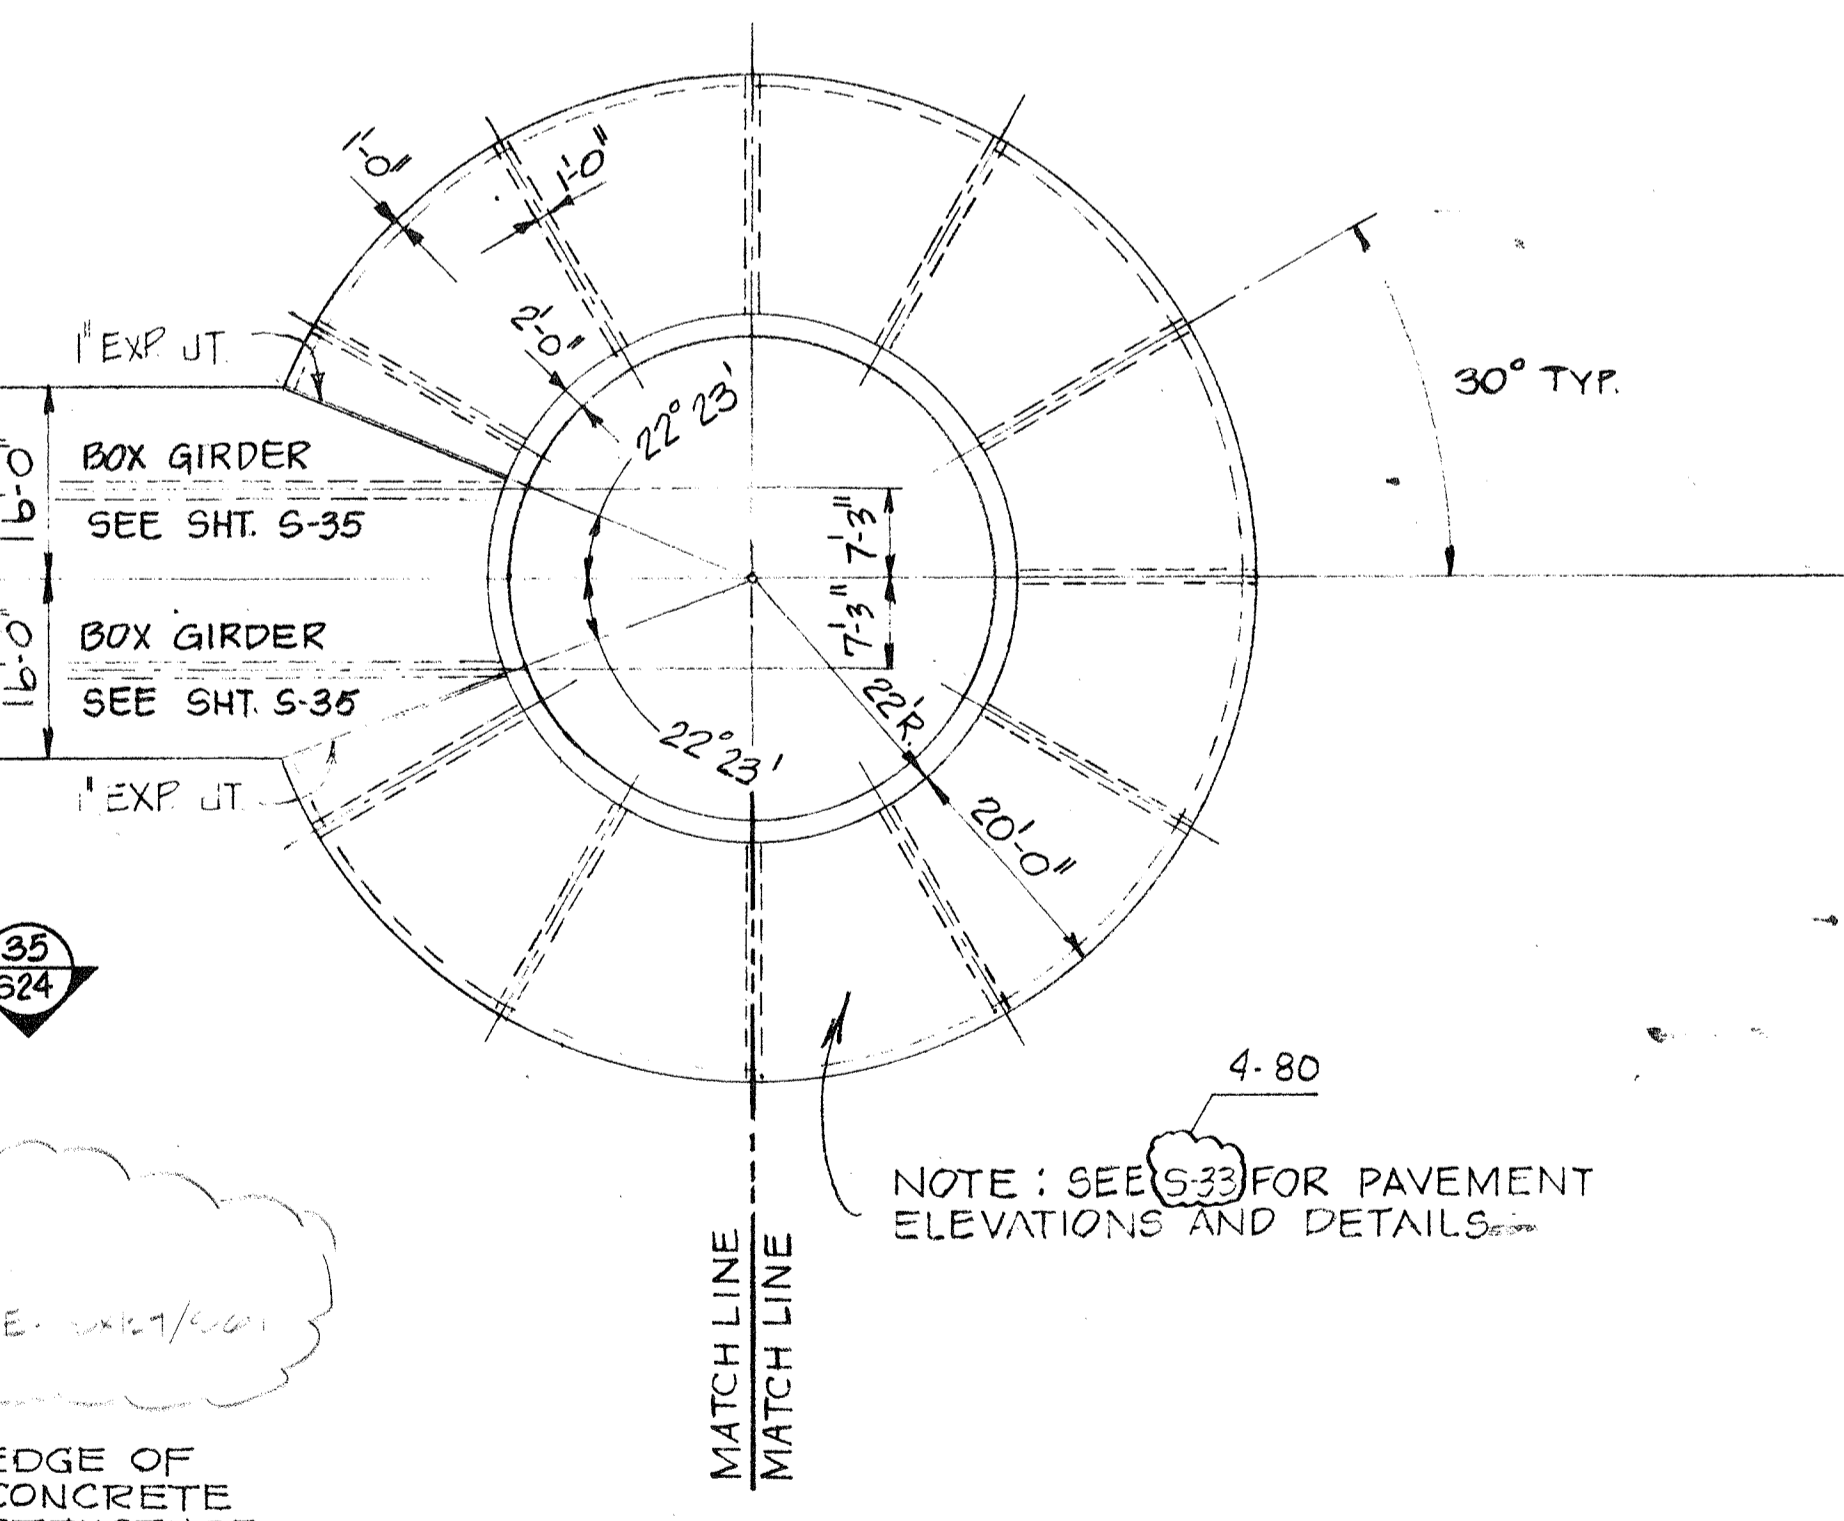 1'-0"
1'-0"
2'-0"
1" EXP. JT.
22° 23'
30° TYP.
16'-0"
BOX GIRDER
SEE SHT. S-35
7'-3"
7'-3"
16'-0"
BOX GIRDER
SEE SHT. S-35
22' R.
22° 23'
1" EXP. JT.
20'-0"
35
S24
4-80
NOTE: SEE S-33 FOR PAVEMENT
ELEVATIONS AND DETAILS
MATCH LINE
MATCH LINE
EDGE OF
CONCRETE